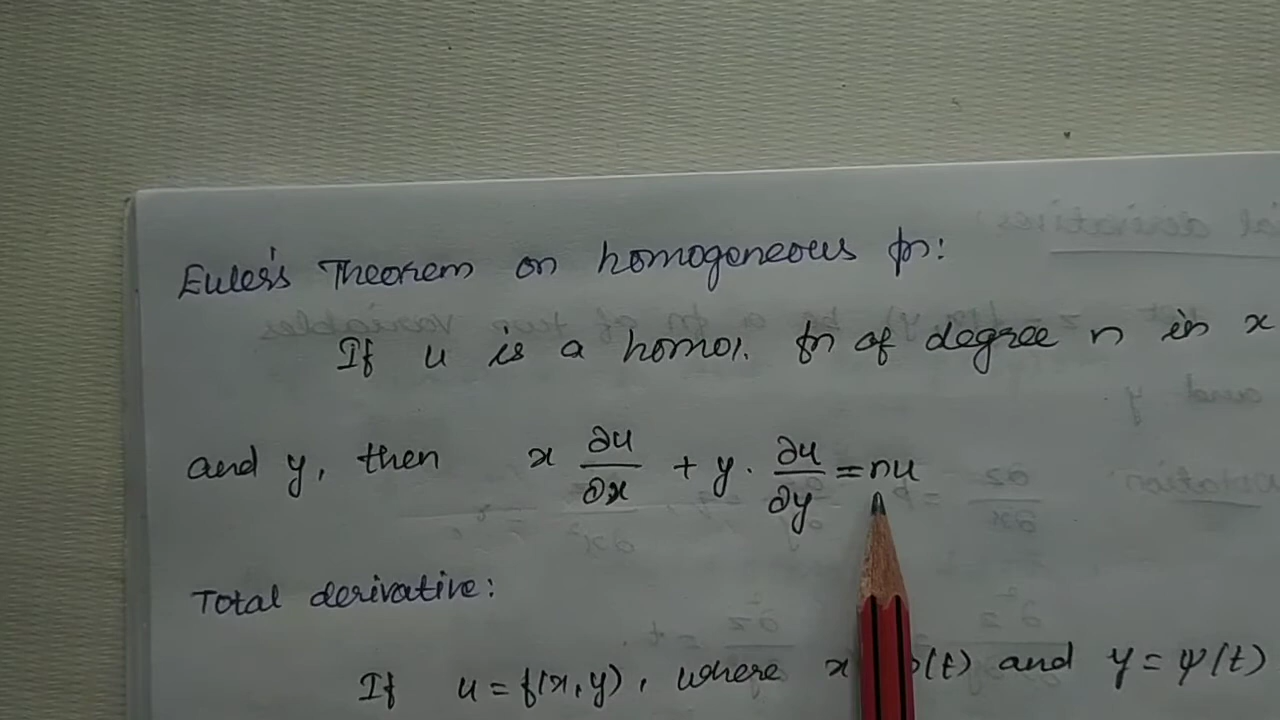 Euler's Theorem on homogeneous fn:
If u is a homo. fn of degree n in x
and y, then x ∂u/∂x + y . ∂u/∂y = nu
Total derivative:
If u = f(x,y), where x (t) and y = ψ(t)